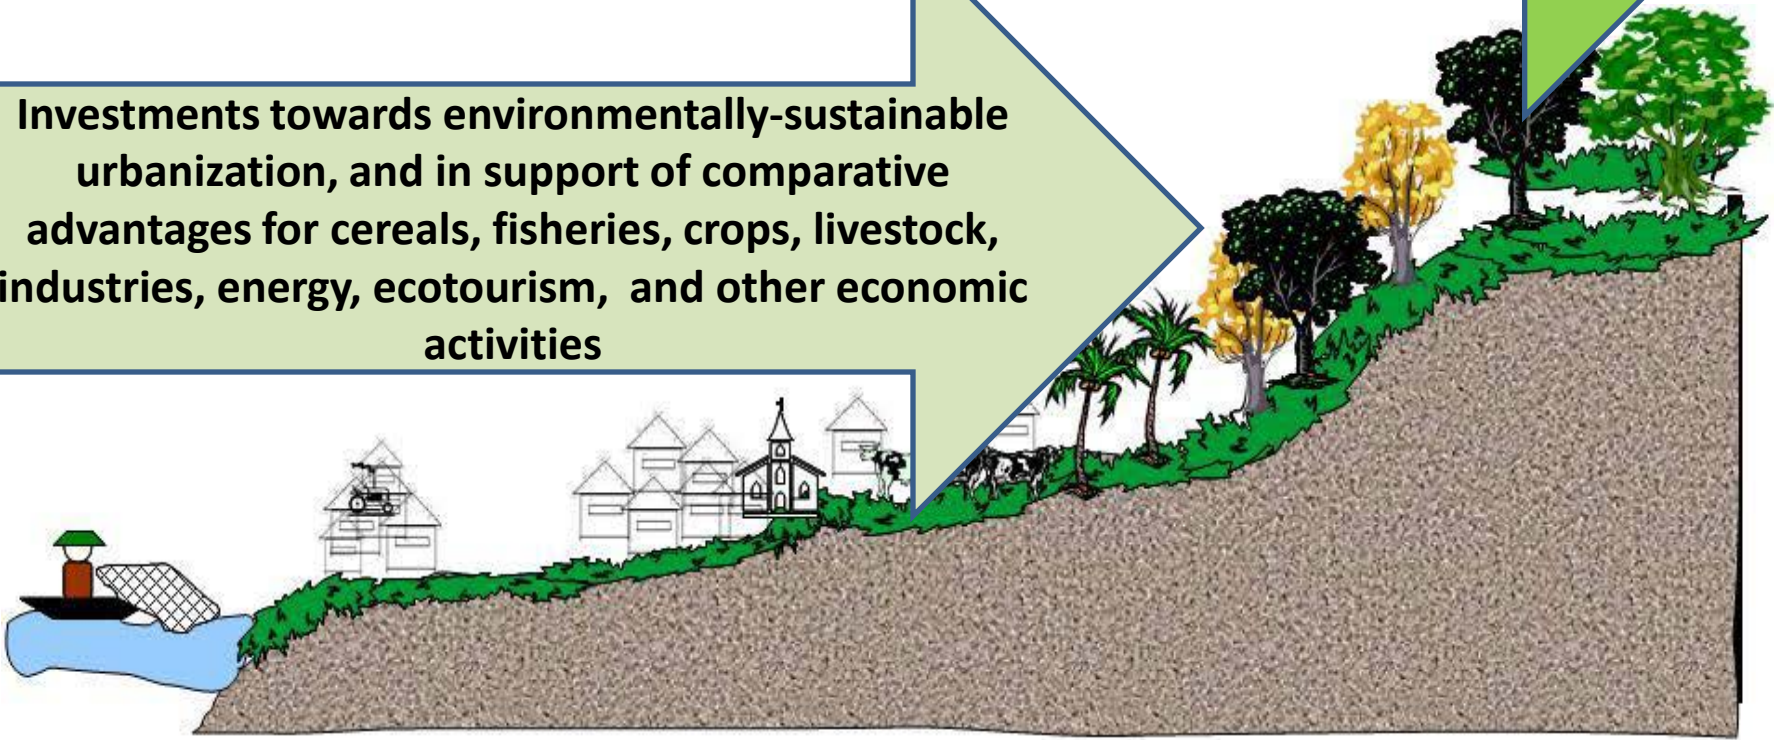 Investments towards environmentally-sustainable
urbanization, and in support of comparative
advantages for cereals, fisheries, crops, livestock,
industries, energy, ecotourism, and other economic
activities